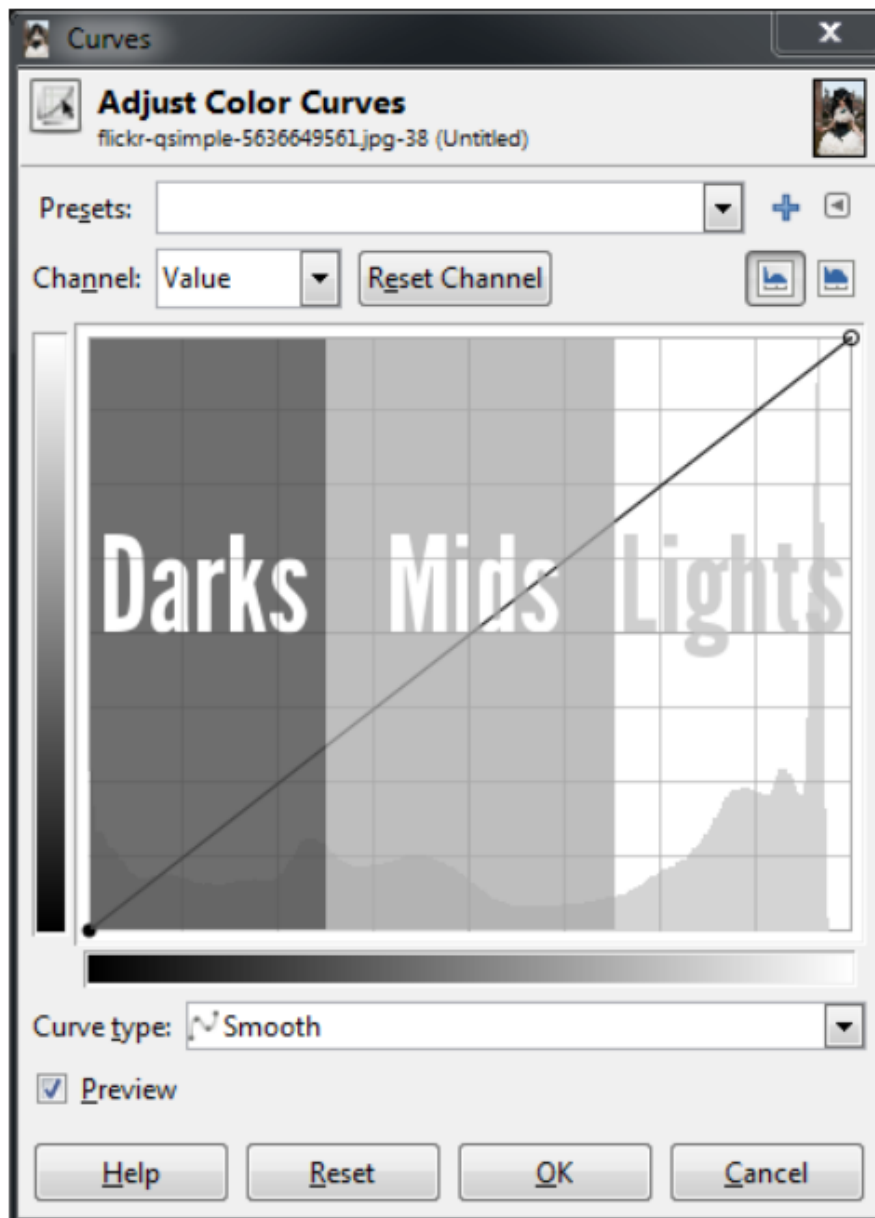 Curves
Adjust Color Curves
flickr-qsimple-5636649561.jpg-38 (Untitled)
Presets:
Channel: Value Reset Channel
Darks Mids Lights
Curve type: Smooth
Preview
Help Reset OK Cancel